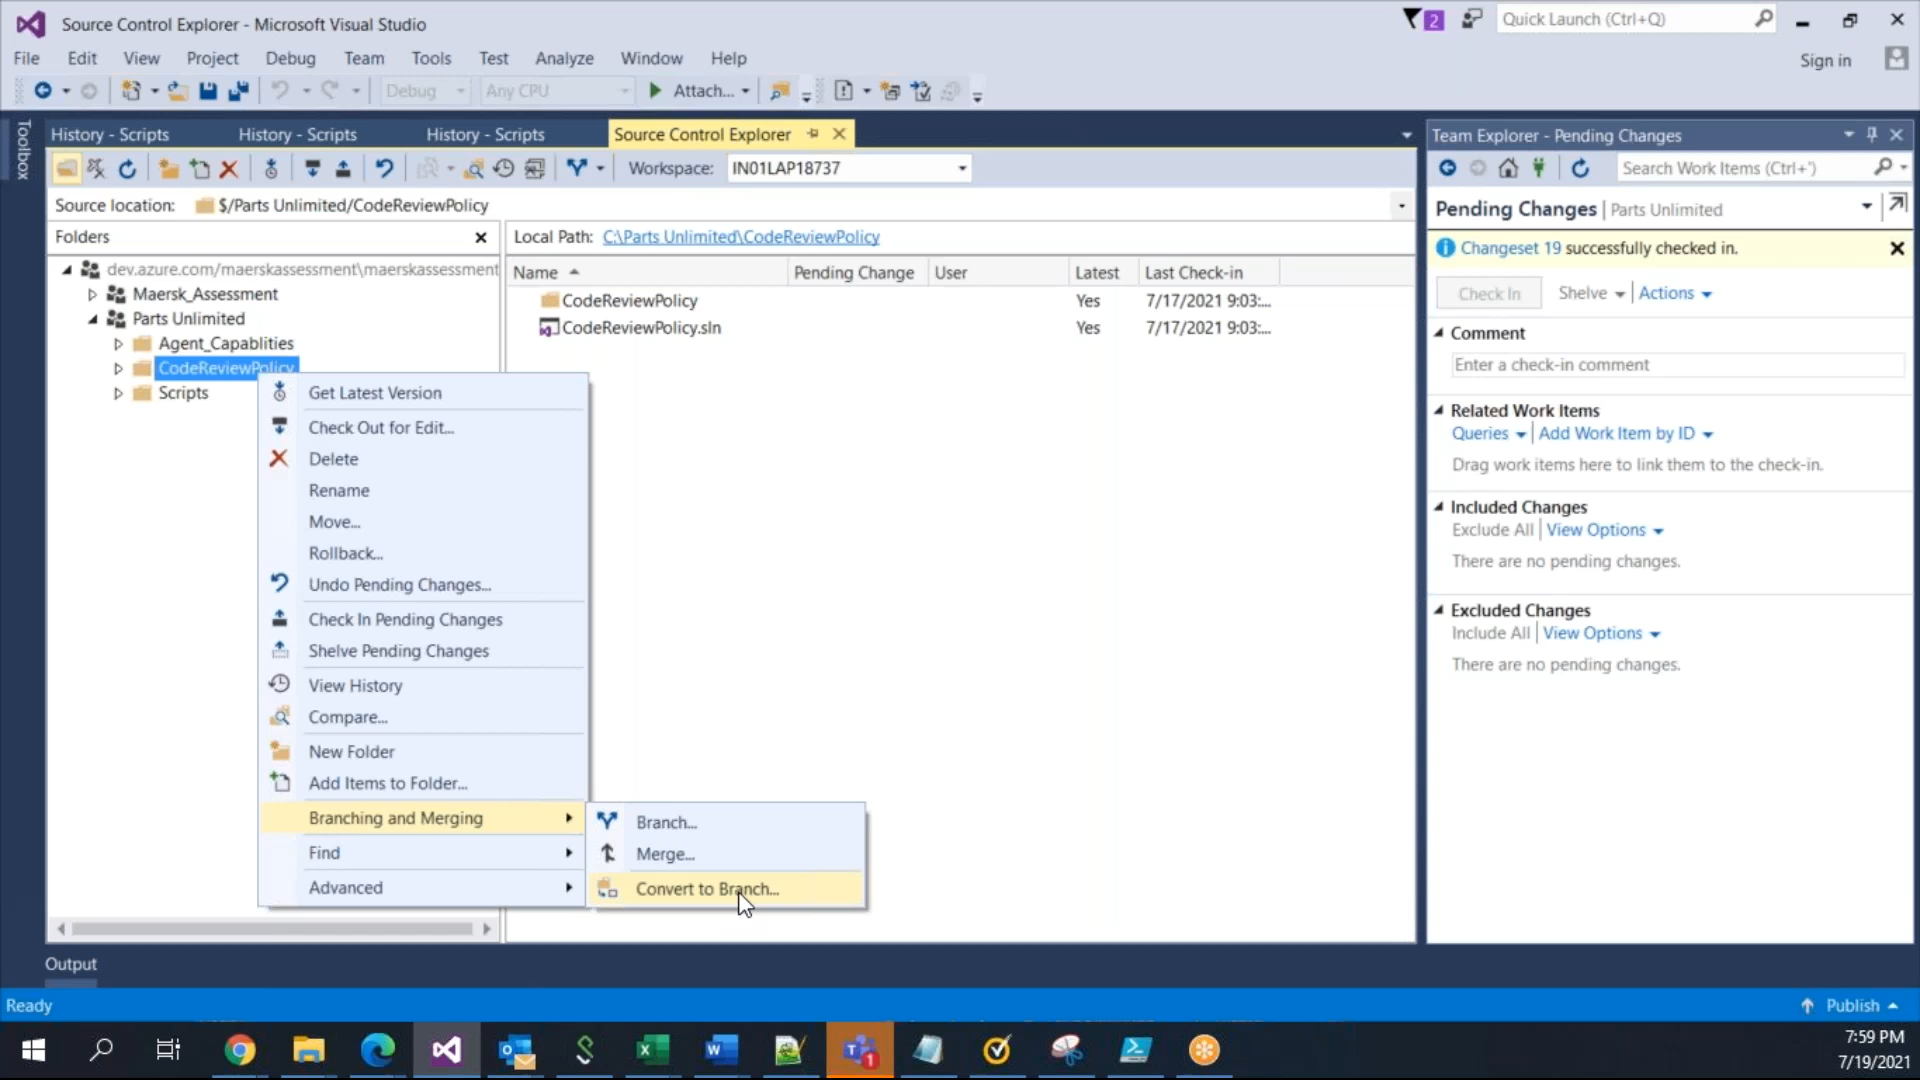 Source Control Explorer - Microsoft Visual Studio
2
Quick Launch (Ctrl+Q)
File Edit View Project Debug Team Tools Test Analyze Window Help
Sign in
Debug Any CPU Attach...
Toolbox
History - Scripts History - Scripts History - Scripts Source Control Explorer
Workspace: IN01LAP18737
Source location: $/Parts Unlimited/CodeReviewPolicy
Folders
Local Path: C:\Parts Unlimited\CodeReviewPolicy
dev.azure.com/maerskassessment\maerskassessment
Maersk_Assessment
Parts Unlimited
Agent_Capablities
CodeReviewPolicy
Scripts
Name Pending Change User Latest Last Check-in
CodeReviewPolicy Yes 7/17/2021 9:03:...
CodeReviewPolicy.sln Yes 7/17/2021 9:03:...
Get Latest Version
Check Out for Edit...
Delete
Rename
Move...
Rollback...
Undo Pending Changes...
Check In Pending Changes
Shelve Pending Changes
View History
Compare...
New Folder
Add Items to Folder...
Branching and Merging
Find
Advanced
Branch...
Merge...
Convert to Branch...
Team Explorer - Pending Changes
Search Work Items (Ctrl+')
Pending Changes | Parts Unlimited
Changeset 19 successfully checked in.
Check In Shelve Actions
Comment
Enter a check-in comment
Related Work Items
Queries Add Work Item by ID
Drag work items here to link them to the check-in.
Included Changes
Exclude All View Options
There are no pending changes.
Excluded Changes
Include All View Options
There are no pending changes.
Output
Ready
Publish
1
7:59 PM
7/19/2021